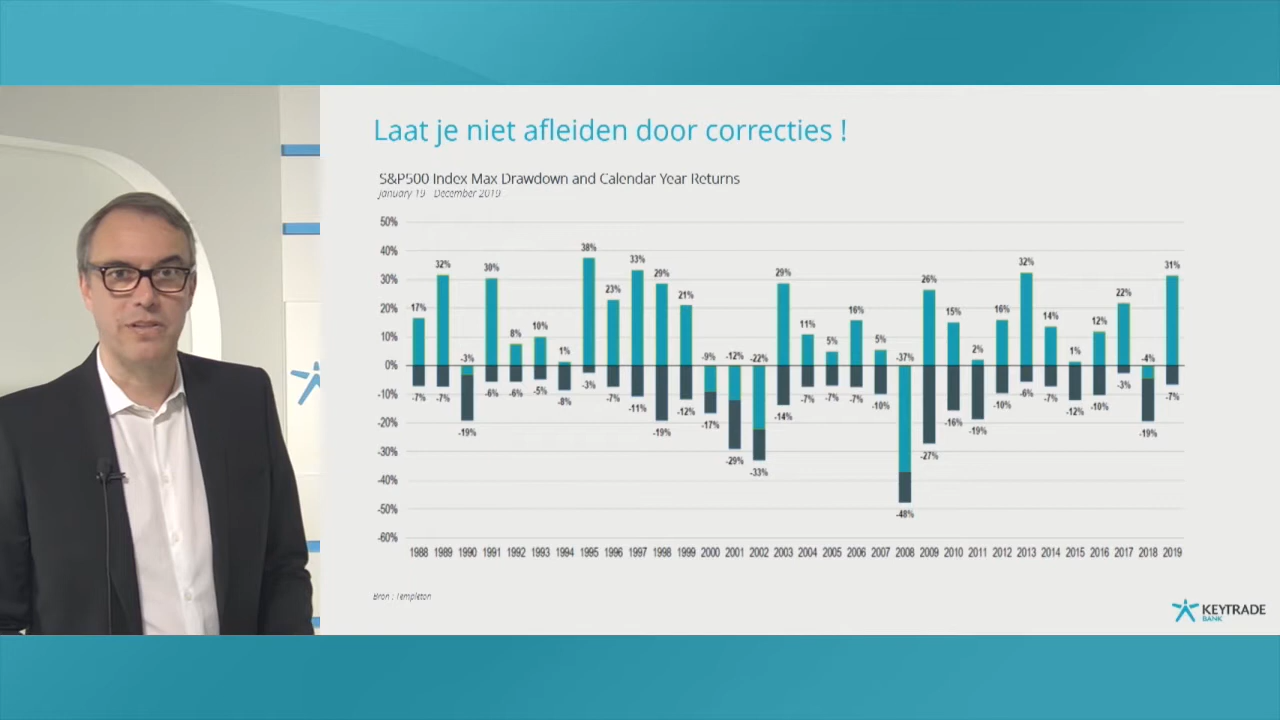 Laat je niet afleiden door correcties !
S&P500 Index Max Drawdown and Calendar Year Returns
January 19 - December 2019
50%
40%
30%
20%
10%
0%
-10%
-20%
-30%
-40%
-50%
-60%
17% 32% -3% 30% 8% 10% 1% 38% 23% 33% 29% 21% -9% -12% -22% 29% 11% 5% 16% 5% -37% 26% 15% 2% 16% 32% 14% 1% 12% 22% -4% 31%
-7% -7% -19% -6% -6% -5% -8% -3% -7% -11% -19% -12% -17% -29% -33% -14% -7% -7% -7% -10% -48% -27% -16% -19% -10% -6% -7% -12% -10% -3% -19% -7%
1988 1989 1990 1991 1992 1993 1994 1995 1996 1997 1998 1999 2000 2001 2002 2003 2004 2005 2006 2007 2008 2009 2010 2011 2012 2013 2014 2015 2016 2017 2018 2019
Bron : Templeton
KEYTRADE
BANK